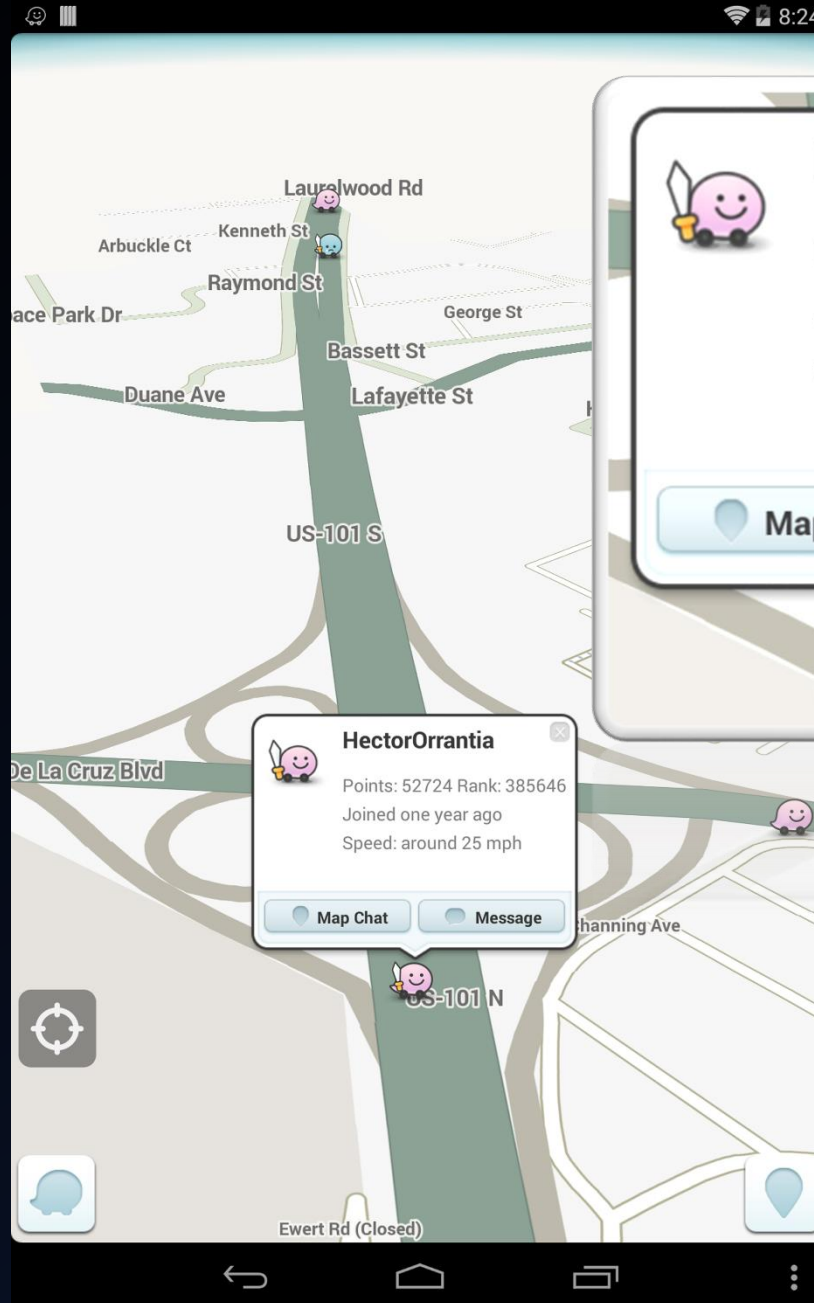 8:24
Laurelwood Rd
Kenneth St
Arbuckle Ct
Raymond St
George St
ace Park Dr
Bassett St
Duane Ave
Lafayette St
US-101 S
Map
HectorOrrantia
De La Cruz Blvd
Points: 52724 Rank: 385646
Joined one year ago
Speed: around 25 mph
Map Chat
Message
hanning Ave
US-101 N
Ewert Rd (Closed)